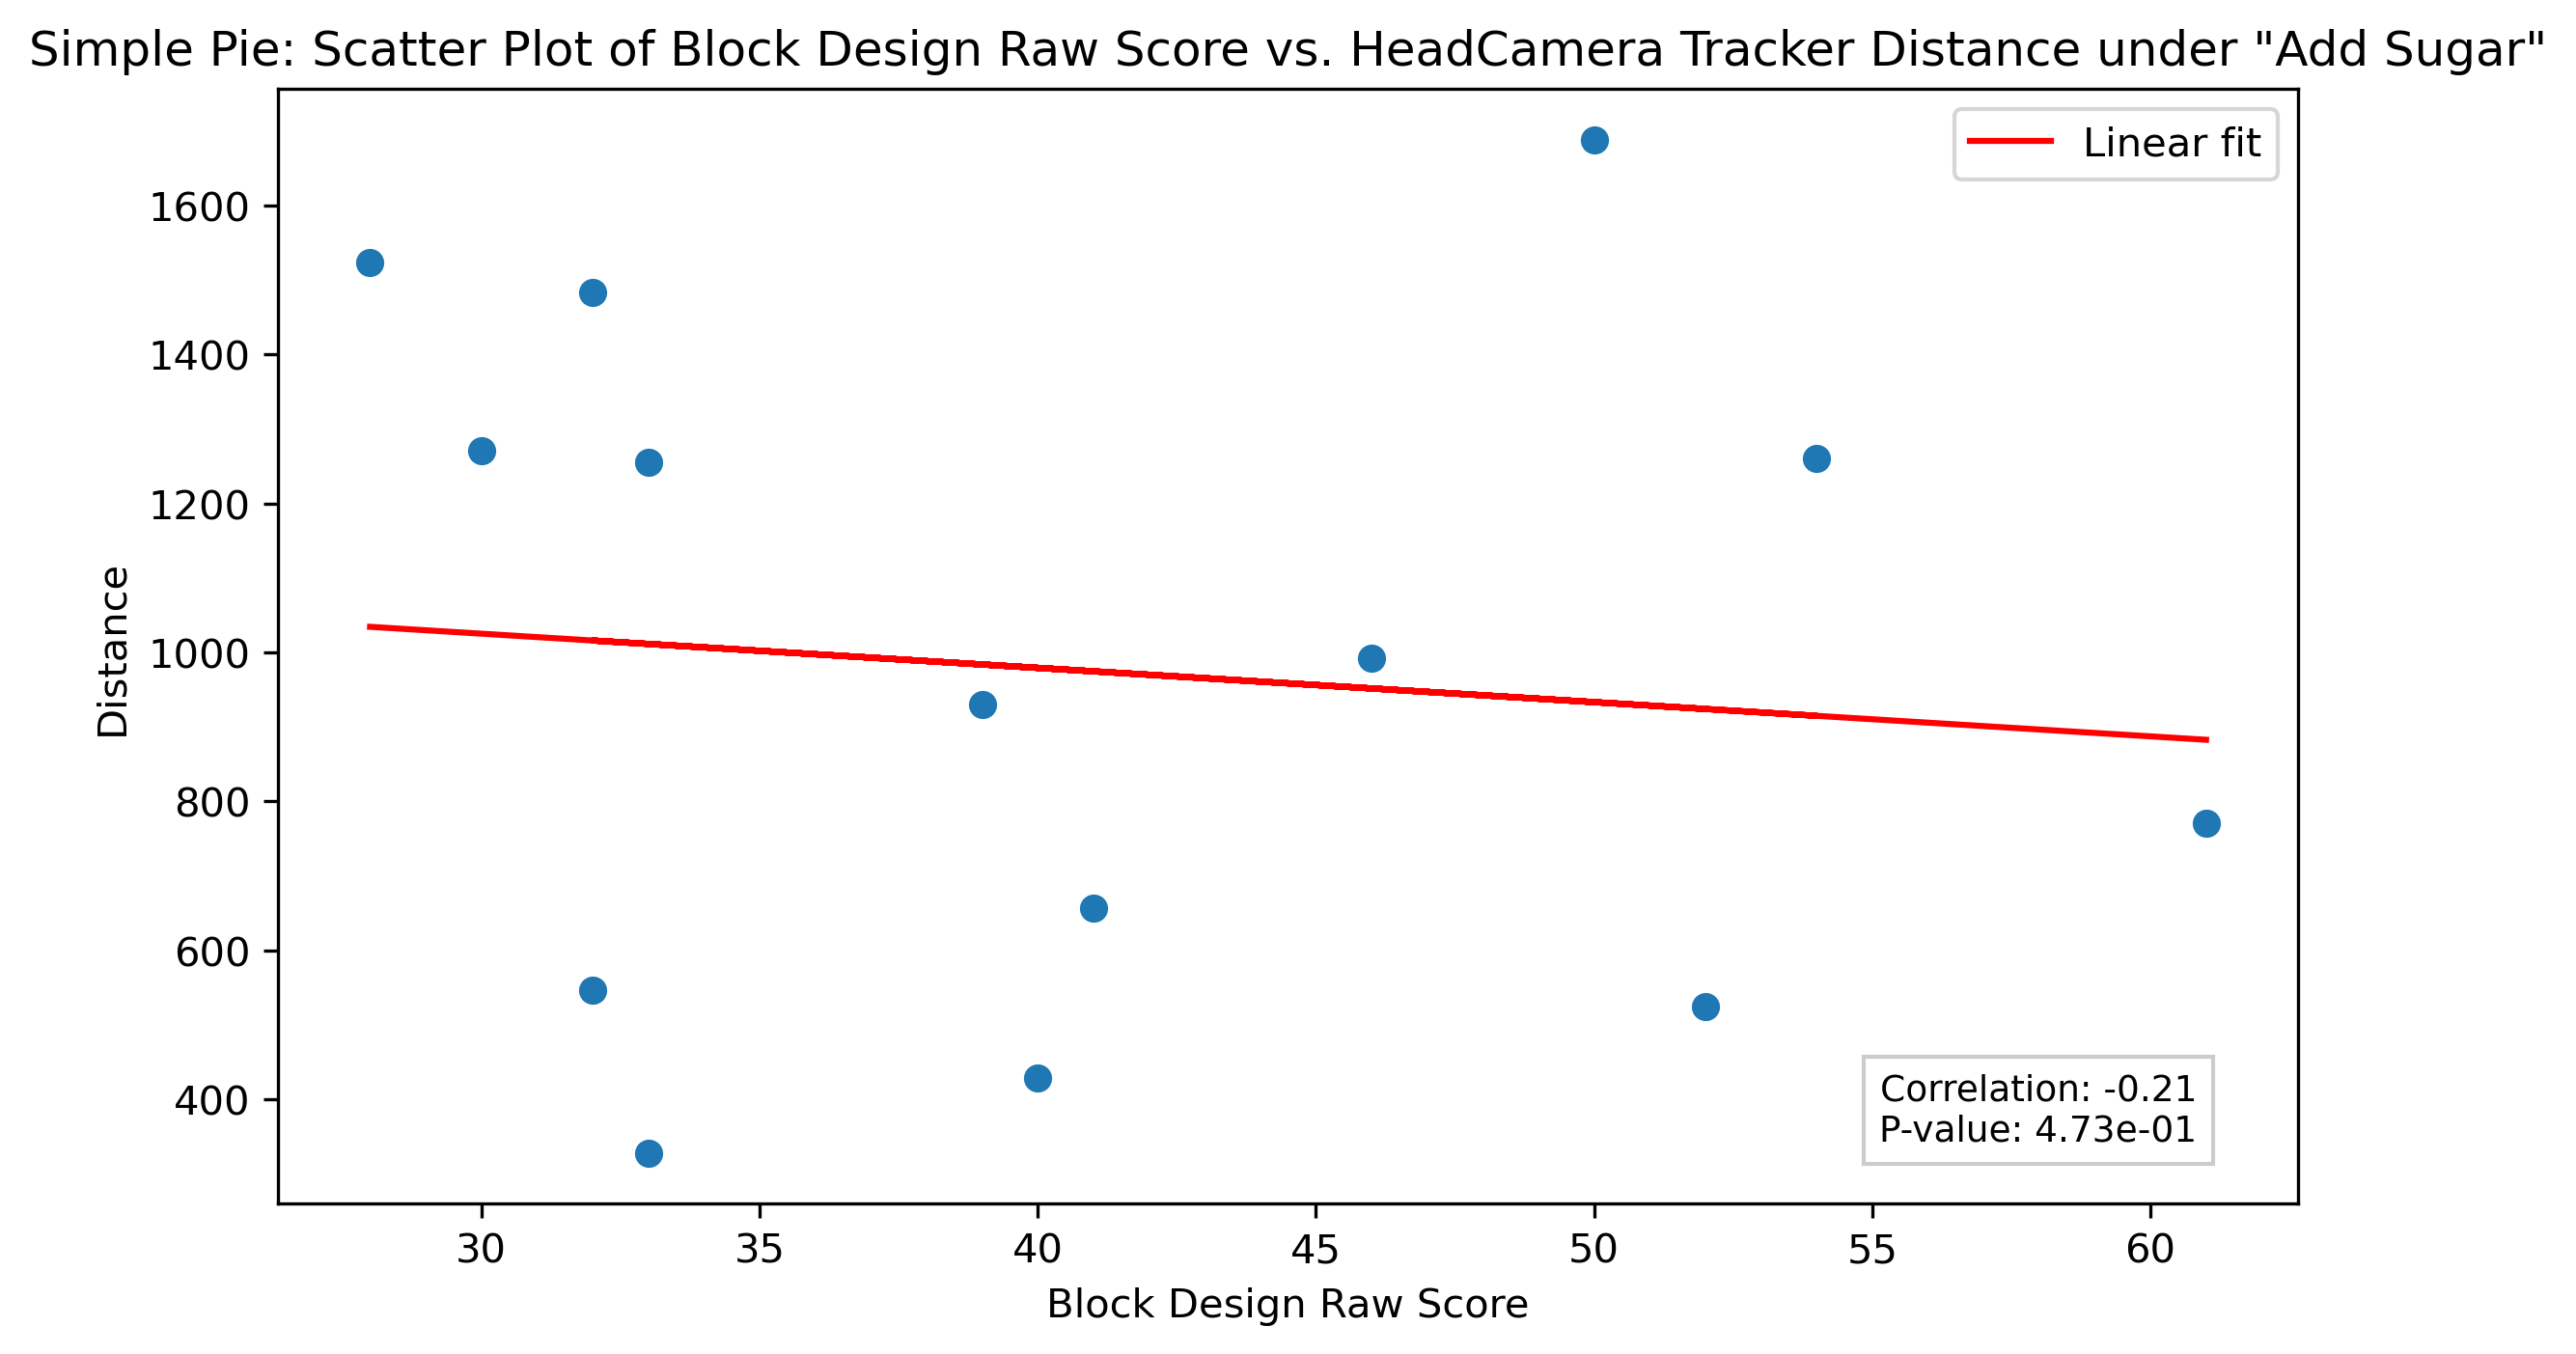 Simple Pie: Scatter Plot of Block Design Raw Score vs. HeadCamera Tracker Distance under "Add Sugar"
Linear fit
1600
1400
1200
1000
800
600
400
Distance
Correlation: -0.21
P-value: 4.73e-01
30 35 40 45 50 55 60
Block Design Raw Score